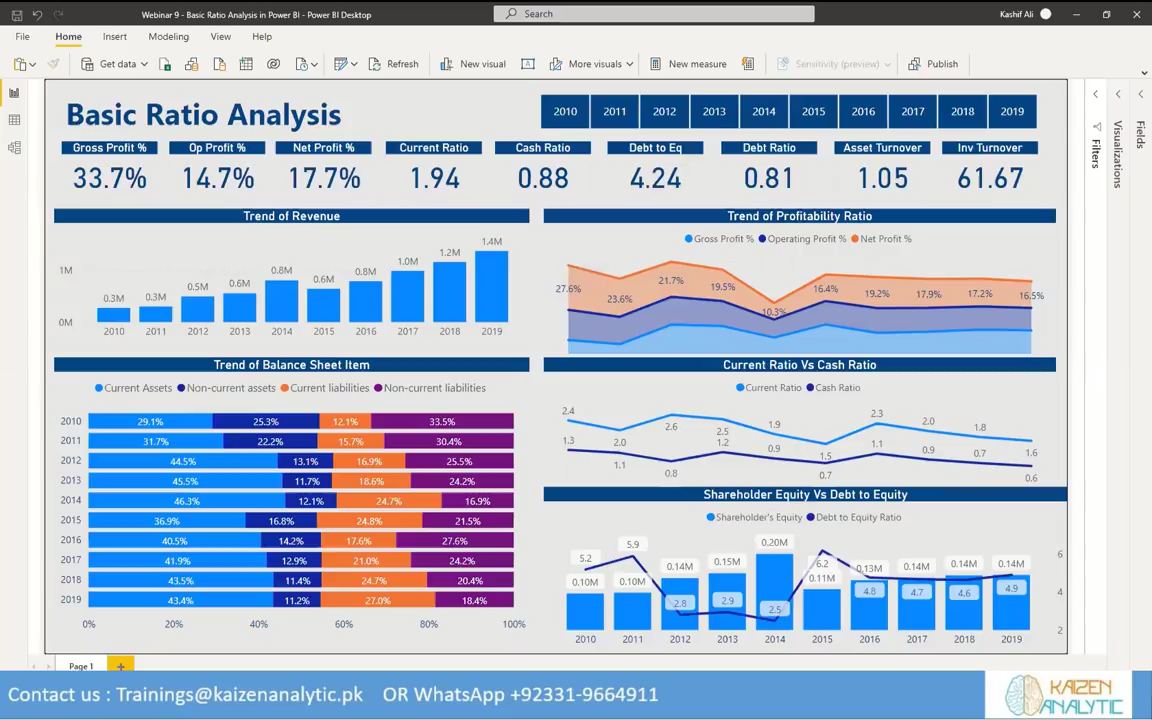 Webinar 9 - Basic Ratio Analysis in Power BI - Power BI Desktop
Search
Kashif Ali
File Home Insert Modeling View Help
Get data Refresh New visual More visuals New measure Sensitivity (preview) Publish
Basic Ratio Analysis
2010 2011 2012 2013 2014 2015 2016 2017 2018 2019
Gross Profit % Op Profit % Net Profit % Current Ratio Cash Ratio Debt to Eq Debt Ratio Asset Turnover Inv Turnover
33.7% 14.7% 17.7% 1.94 0.88 4.24 0.81 1.05 61.67
Trend of Revenue
1M
0M
0.3M 0.3M 0.5M 0.6M 0.8M 0.6M 0.8M 1.0M 1.2M 1.4M
2010 2011 2012 2013 2014 2015 2016 2017 2018 2019
Trend of Profitability Ratio
Gross Profit % Operating Profit % Net Profit %
27.6% 23.6% 21.7% 19.5% 10.3% 16.4% 19.2% 17.9% 17.2% 16.5%
Trend of Balance Sheet Item
Current Assets Non-current assets Current liabilities Non-current liabilities
2010 29.1% 25.3% 12.1% 33.5%
2011 31.7% 22.2% 15.7% 30.4%
2012 44.5% 13.1% 16.9% 25.5%
2013 45.5% 11.7% 18.6% 24.2%
2014 46.3% 12.1% 24.7% 16.9%
2015 36.9% 16.8% 24.8% 21.5%
2016 40.5% 14.2% 17.6% 27.6%
2017 41.9% 12.9% 21.0% 24.2%
2018 43.5% 11.4% 24.7% 20.4%
2019 43.4% 11.2% 27.0% 18.4%
0% 20% 40% 60% 80% 100%
Current Ratio Vs Cash Ratio
Current Ratio Cash Ratio
2.4 2.0 2.6 2.5 1.9 1.5 2.3 2.0 1.8 1.6
1.3 1.1 0.8 1.2 0.9 0.7 1.1 0.9 0.7 0.6
Shareholder Equity Vs Debt to Equity
Shareholder's Equity Debt to Equity Ratio
5.2 5.9 2.8 2.9 2.5 6.2 4.8 4.7 4.6 4.9
0.10M 0.10M 0.14M 0.15M 0.20M 0.11M 0.13M 0.14M 0.14M 0.14M
6
4
2
2010 2011 2012 2013 2014 2015 2016 2017 2018 2019
Filters
Visualizations
Fields
Page 1
Contact us : Trainings@kaizenanalytic.pk OR WhatsApp +92331-9664911
KAIZEN
ANALYTIC